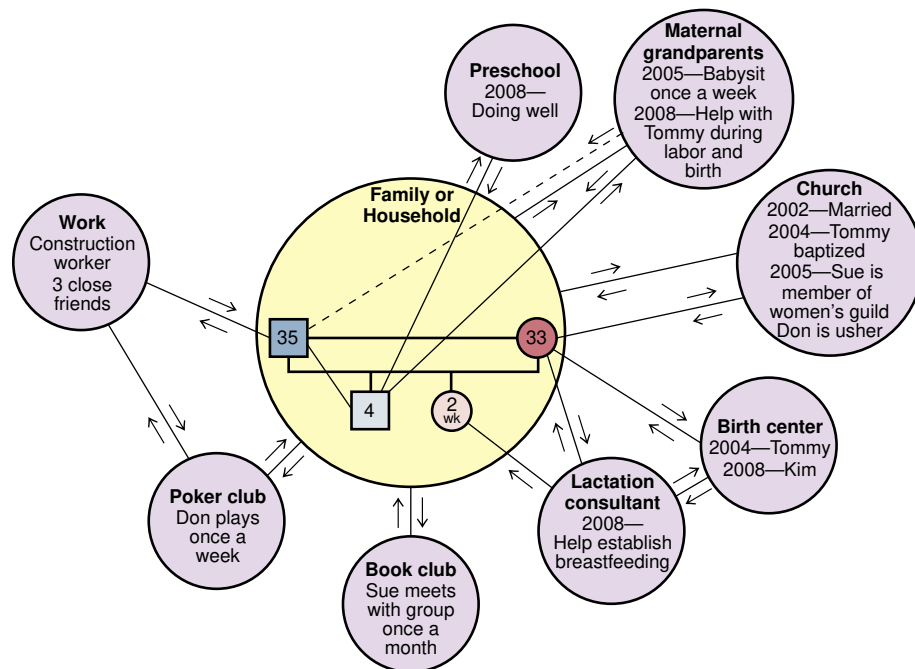 Maternal
grandparents
2005—Babysit
once a week
2008—Help with
Tommy during
labor and
birth
Preschool
2008—
Doing well
Family or
Household
Church
2002—Married
2004—Tommy
baptized
2005—Sue is
member of
women's guild
Don is usher
Work
Construction
worker
3 close
friends
35
33
4
2
wk
Birth center
2004—Tommy
2008—Kim
Lactation
consultant
2008—
Help establish
breastfeeding
Poker club
Don plays
once a
week
Book club
Sue meets
with group
once a
month